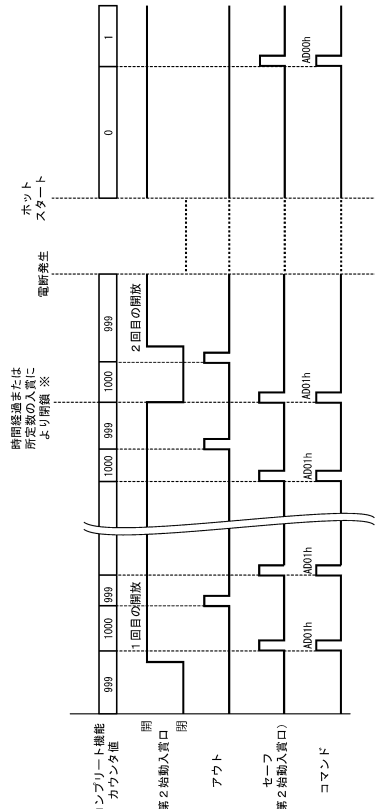 時間経過または
所定数の入賞に
より閉鎖 ※
電断発生
ホット
スタート
ンプリート機能
カウンタ値
999
1000
999
1000
999
1000
999
0
1
第２始動入賞口
開
閉
1回目の開放
2回目の開放
アウト
セーフ
第２始動入賞口)
コマンド
AD01h
AD01h
AD01h
AD01h
AD00h